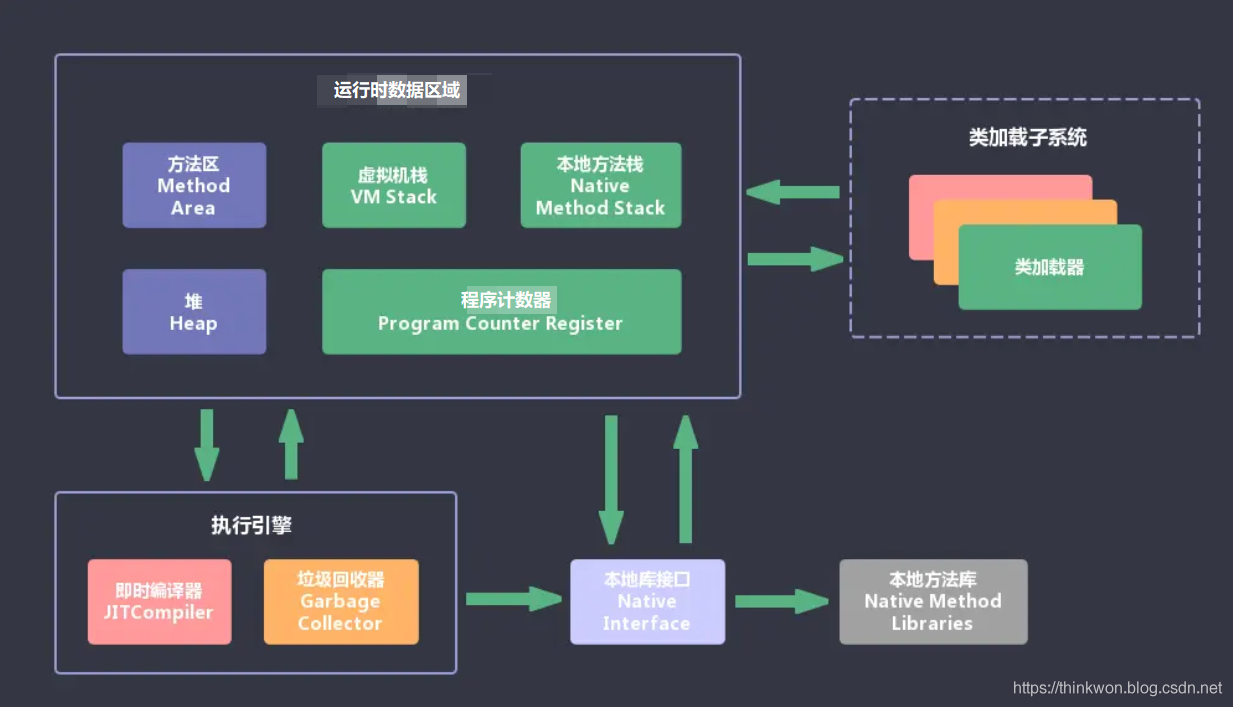 运行时数据区域
方法区
Method
Area
虚拟机栈
VM Stack
本地方法栈
Native
Method Stack
堆
Heap
程序计数器
Program Counter Register
类加载子系统
类加载器
执行引擎
即时编译器
JITCompiler
垃圾回收器
Garbage
Collector
本地库接口
Native
Interface
本地方法库
Native Method
Libraries
https://thinkwon.blog.csdn.net